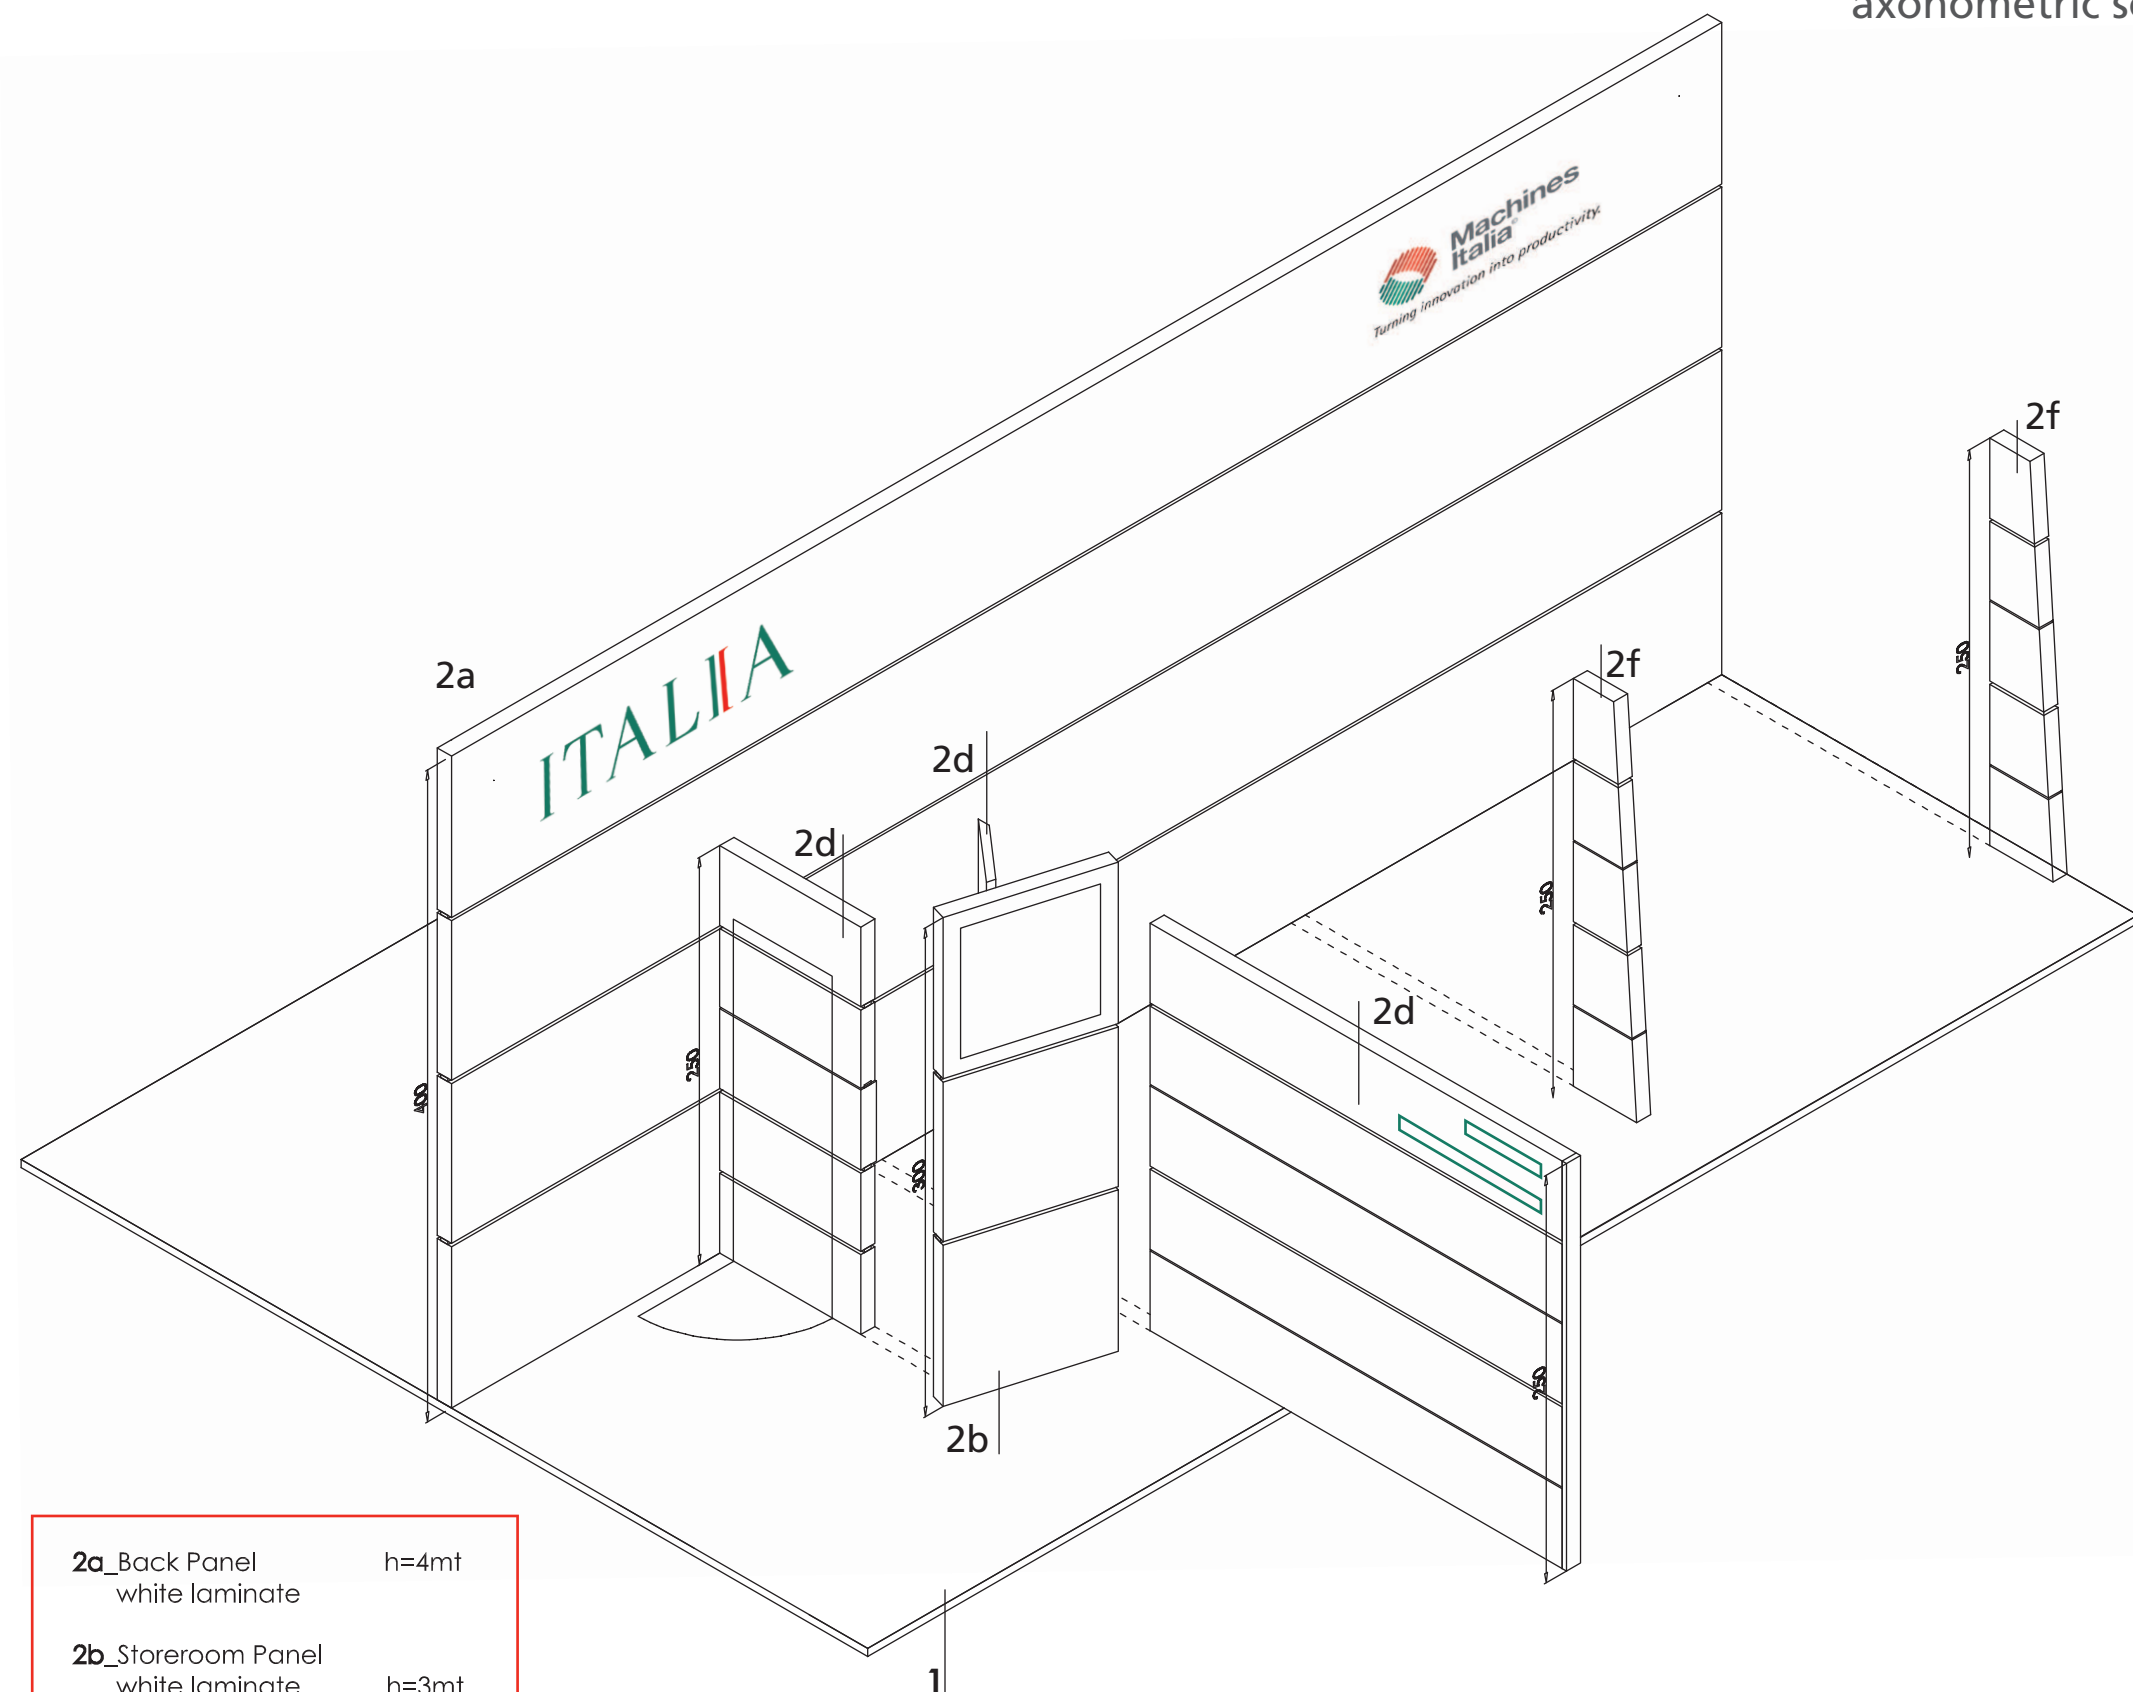 axonometric
Machines
Italia
Turning innovation into productivity.
2f
2f
2a
ITALIIA
2d
2d
2d
250
250
250
400
300
250
2b
1
2a_Back Panel h=4mt
white laminate
2b_Storeroom Panel
white laminate h=3mt